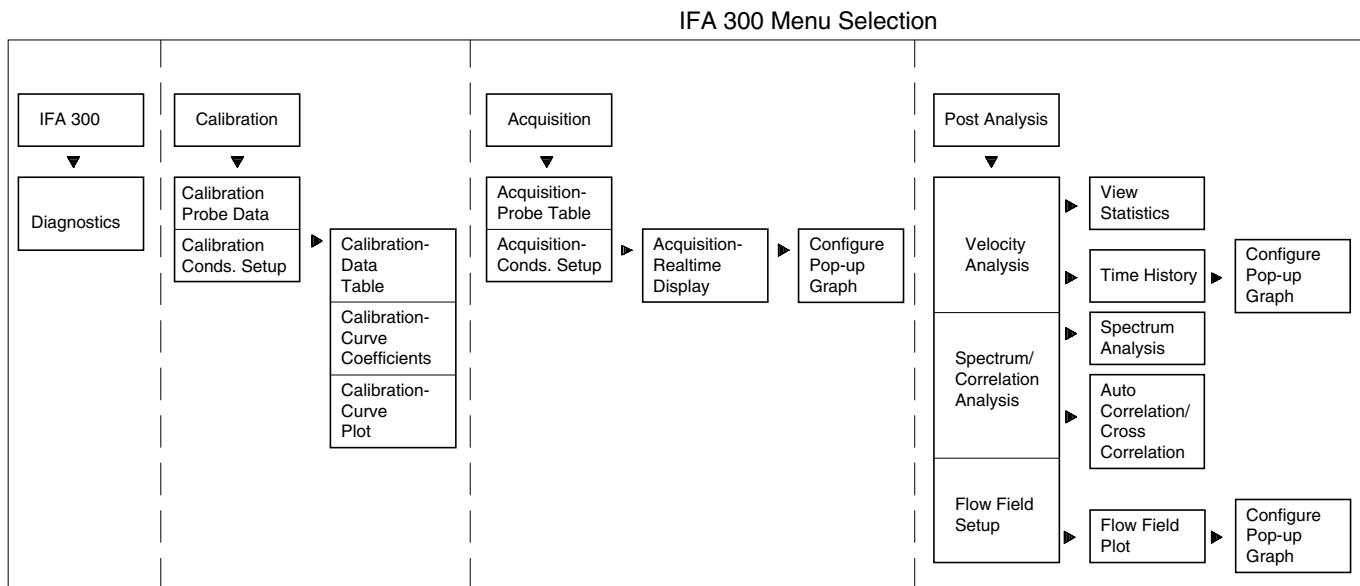 IFA 300 Menu Selection
IFA 300
Diagnostics
Calibration
Calibration
Probe Data
Calibration
Conds. Setup
Calibration-
Data
Table
Calibration-
Curve
Coefficients
Calibration-
Curve
Plot
Acquisition
Acquisition-
Probe Table
Acquisition-
Conds. Setup
Acquisition-
Realtime
Display
Configure
Pop-up
Graph
Post Analysis
Velocity
Analysis
View
Statistics
Time History
Configure
Pop-up
Graph
Spectrum/
Correlation
Analysis
Spectrum
Analysis
Auto
Correlation/
Cross
Correlation
Flow Field
Setup
Flow Field
Plot
Configure
Pop-up
Graph